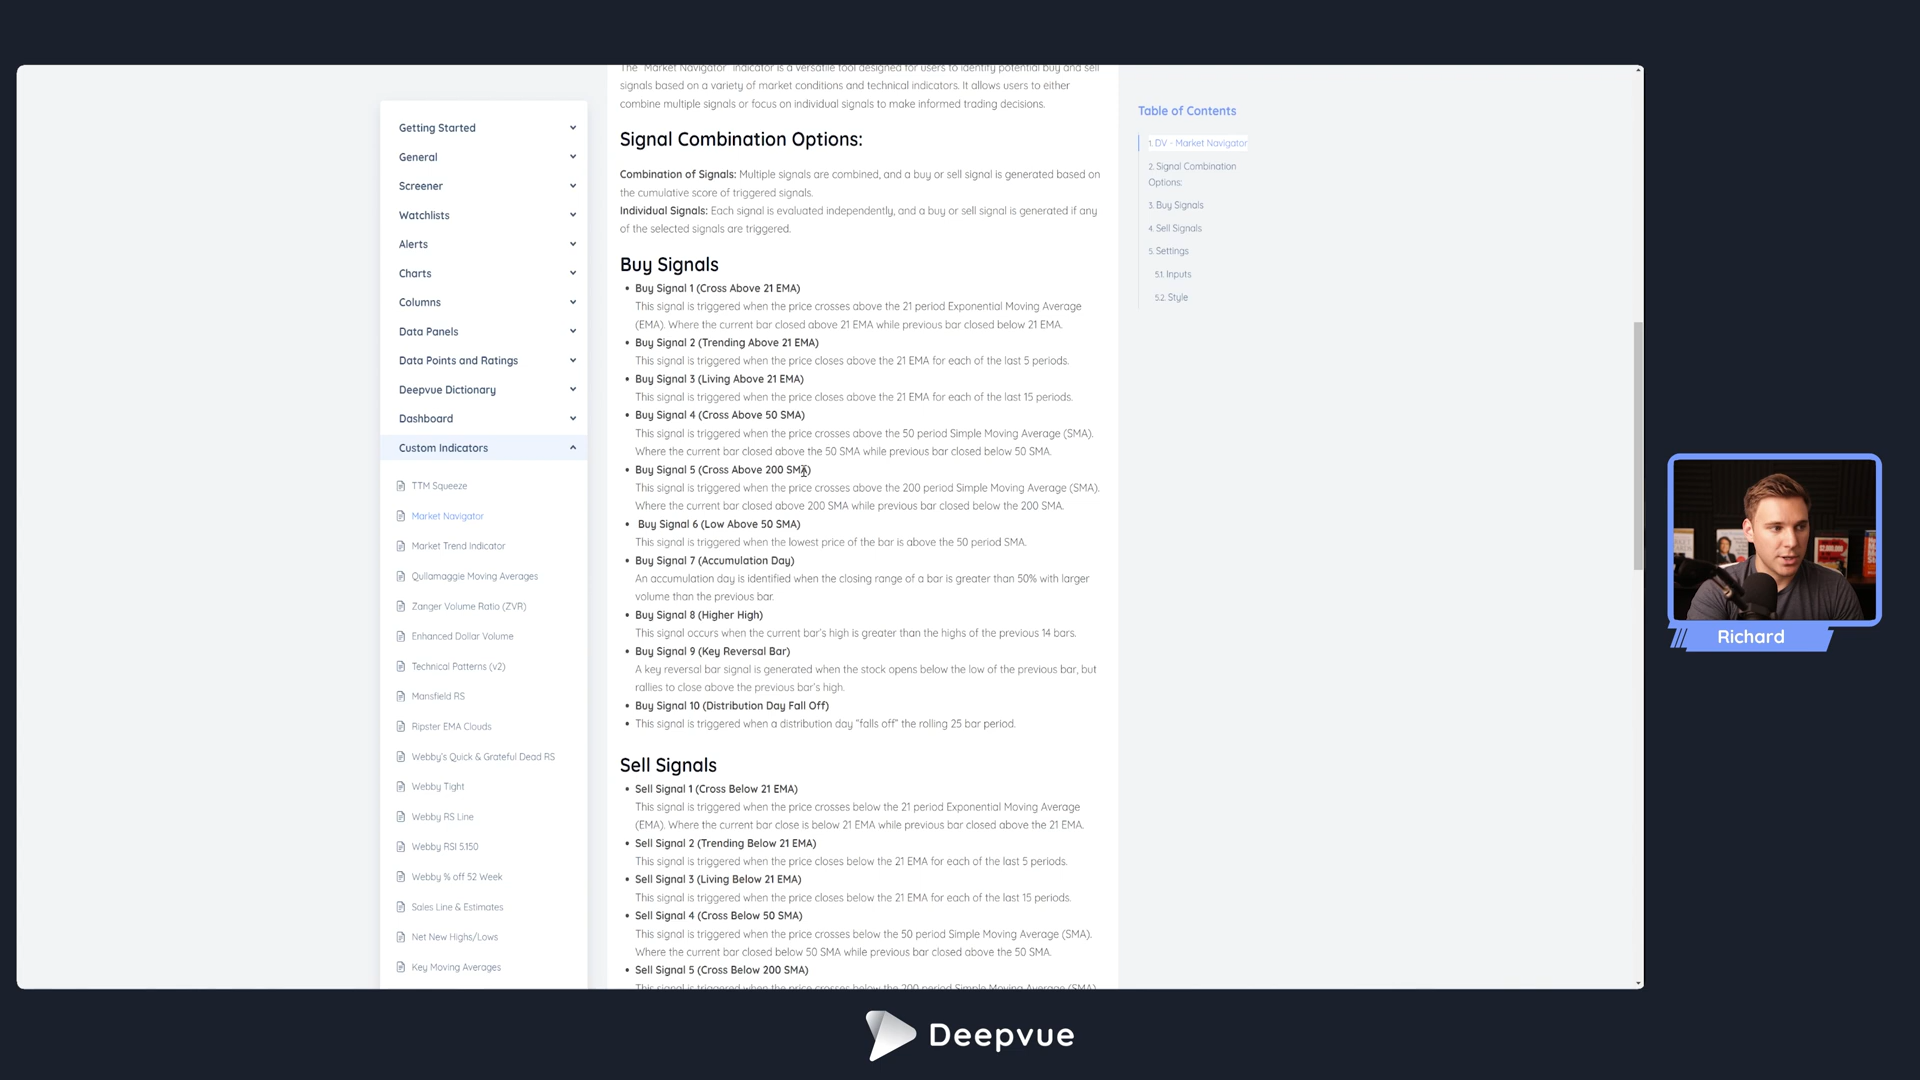 Getting Started
General
Screener
Watchlists
Alerts
Charts
Columns
Data Panels
Data Points and Ratings
Deepvue Dictionary
Dashboard
Custom Indicators
TTM Squeeze
Market Navigator
Market Trend Indicator
Qullamaggie Moving Averages
Zanger Volume Ratio (ZVR)
Enhanced Dollar Volume
Technical Patterns (v2)
Mansfield RS
Ripster EMA Clouds
Webby's Quick & Grateful Dead RS
Webby Tight
Webby RS Line
Webby RSI 5.150
Webby % off 52 Week
Sales Line & Estimates
Net New Highs/Lows
Key Moving Averages
The "Market Navigator" indicator is a versatile tool designed for users to identify potential buy and sell
signals based on a variety of market conditions and technical indicators. It allows users to either
combine multiple signals or focus on individual signals to make informed trading decisions.
Signal Combination Options:
Combination of Signals: Multiple signals are combined, and a buy or sell signal is generated based on
the cumulative score of triggered signals.
Individual Signals: Each signal is evaluated independently, and a buy or sell signal is generated if any
of the selected signals are triggered.
Buy Signals
• Buy Signal 1 (Cross Above 21 EMA)
This signal is triggered when the price crosses above the 21 period Exponential Moving Average
(EMA). Where the current bar closed above 21 EMA while previous bar closed below 21 EMA.
• Buy Signal 2 (Trending Above 21 EMA)
This signal is triggered when the price closes above the 21 EMA for each of the last 5 periods.
• Buy Signal 3 (Living Above 21 EMA)
This signal is triggered when the price closes above the 21 EMA for each of the last 15 periods.
• Buy Signal 4 (Cross Above 50 SMA)
This signal is triggered when the price crosses above the 50 period Simple Moving Average (SMA).
Where the current bar closed above the 50 SMA while previous bar closed below 50 SMA.
• Buy Signal 5 (Cross Above 200 SMA)
This signal is triggered when the price crosses above the 200 period Simple Moving Average (SMA).
Where the current bar closed above 200 SMA while previous bar closed below the 200 SMA.
• Buy Signal 6 (Low Above 50 SMA)
This signal is triggered when the lowest price of the bar is above the 50 period SMA.
• Buy Signal 7 (Accumulation Day)
An accumulation day is identified when the closing range of a bar is greater than 50% with larger
volume than the previous bar.
• Buy Signal 8 (Higher High)
This signal occurs when the current bar's high is greater than the highs of the previous 14 bars.
• Buy Signal 9 (Key Reversal Bar)
A key reversal bar signal is generated when the stock opens below the low of the previous bar, but
rallies to close above the previous bar's high.
• Buy Signal 10 (Distribution Day Fall Off)
• This signal is triggered when a distribution day "falls off" the rolling 25 bar period.
Sell Signals
• Sell Signal 1 (Cross Below 21 EMA)
This signal is triggered when the price crosses below the 21 period Exponential Moving Average
(EMA). Where the current bar close is below 21 EMA while previous bar closed above the 21 EMA.
• Sell Signal 2 (Trending Below 21 EMA)
This signal is triggered when the price closes below the 21 EMA for each of the last 5 periods.
• Sell Signal 3 (Living Below 21 EMA)
This signal is triggered when the price closes below the 21 EMA for each of the last 15 periods.
• Sell Signal 4 (Cross Below 50 SMA)
This signal is triggered when the price crosses below the 50 period Simple Moving Average (SMA).
Where the current bar closed below 50 SMA while previous bar closed above the 50 SMA.
• Sell Signal 5 (Cross Below 200 SMA)
This signal is triggered when the price crosses below the 200 period Simple Moving Average (SMA)
Table of Contents
1. DV - Market Navigator
2. Signal Combination
Options:
3. Buy Signals
4. Sell Signals
5. Settings
5.1. Inputs
5.2. Style
Richard
Deepvue